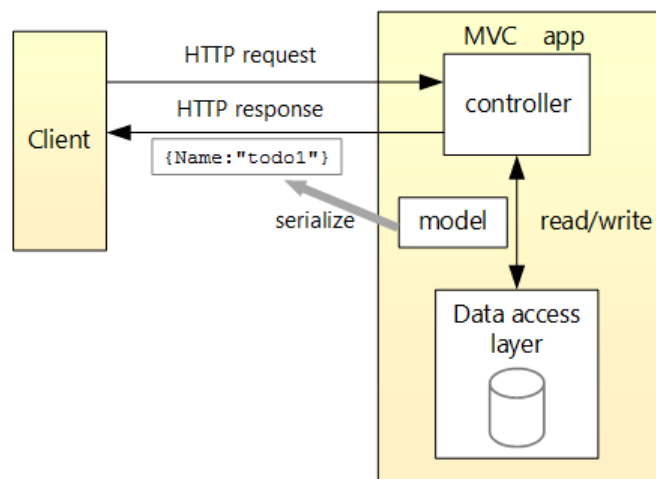 MVC app
HTTP request
controller
HTTP response
Client
{Name:"todo1"}
serialize
model
read/write
Data access
layer